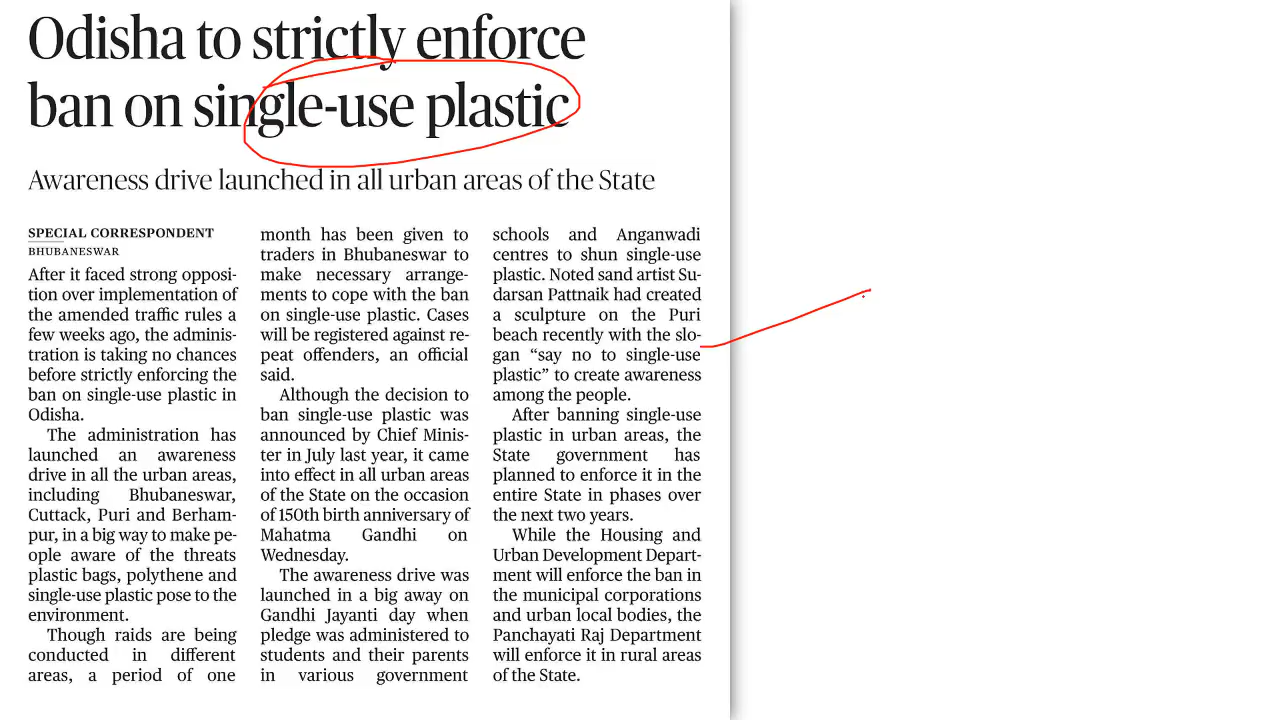 Odisha to strictly enforce
ban on single-use plastic
Awareness drive launched in all urban areas of the State
SPECIAL CORRESPONDENT
BHUBANESWAR
After it faced strong opposi-
tion over implementation of
the amended traffic rules a
few weeks ago, the adminis-
tration is taking no chances
before strictly enforcing the
ban on single-use plastic in
Odisha.
The administration has
launched an awareness
drive in all the urban areas,
including Bhubaneswar,
Cuttack, Puri and Berham-
pur, in a big way to make pe-
ople aware of the threats
plastic bags, polythene and
single-use plastic pose to the
environment.
Though raids are being
conducted in different
areas, a period of one
month has been given to
traders in Bhubaneswar to
make necessary arrange-
ments to cope with the ban
on single-use plastic. Cases
will be registered against re-
peat offenders, an official
said.
Although the decision to
ban single-use plastic was
announced by Chief Minis-
ter in July last year, it came
into effect in all urban areas
of the State on the occasion
of 150th birth anniversary of
Mahatma Gandhi on
Wednesday.
The awareness drive was
launched in a big away on
Gandhi Jayanti day when
pledge was administered to
students and their parents
in various government
schools and Anganwadi
centres to shun single-use
plastic. Noted sand artist Su-
darsan Pattnaik had created
a sculpture on the Puri
beach recently with the slo-
gan “say no to single-use
plastic” to create awareness
among the people.
After banning single-use
plastic in urban areas, the
State government has
planned to enforce it in the
entire State in phases over
the next two years.
While the Housing and
Urban Development Depart-
ment will enforce the ban in
the municipal corporations
and urban local bodies, the
Panchayati Raj Department
will enforce it in rural areas
of the State.